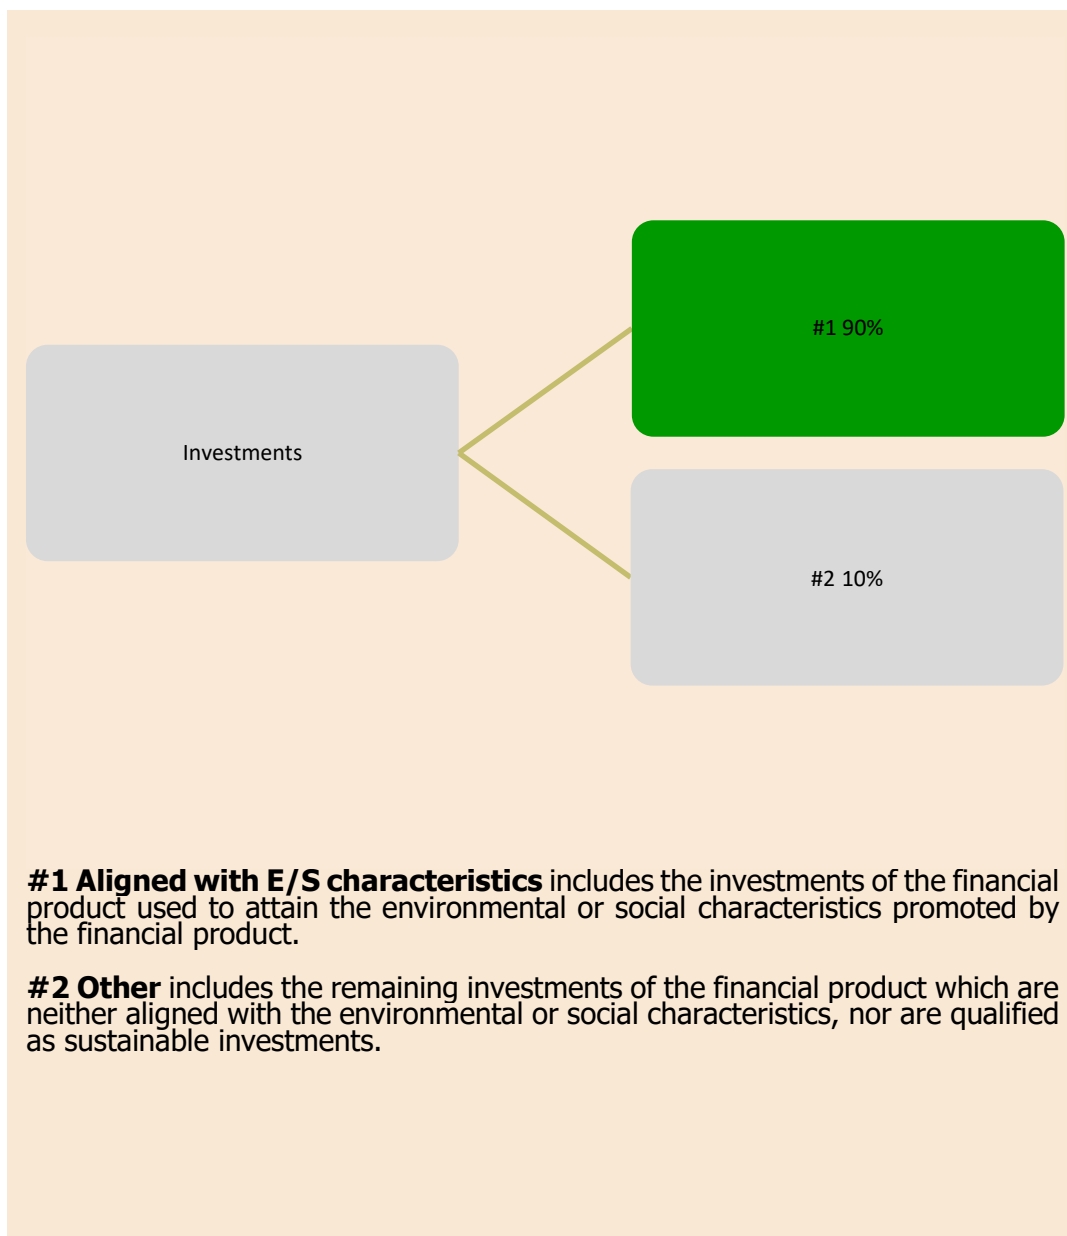 #1 90%
Investments
#2 10%
#1 Aligned with E/S characteristics includes the investments of the financial
product used to attain the environmental or social characteristics promoted by
the financial product.
#2 Other includes the remaining investments of the financial product which are
neither aligned with the environmental or social characteristics, nor are qualified
as sustainable investments.